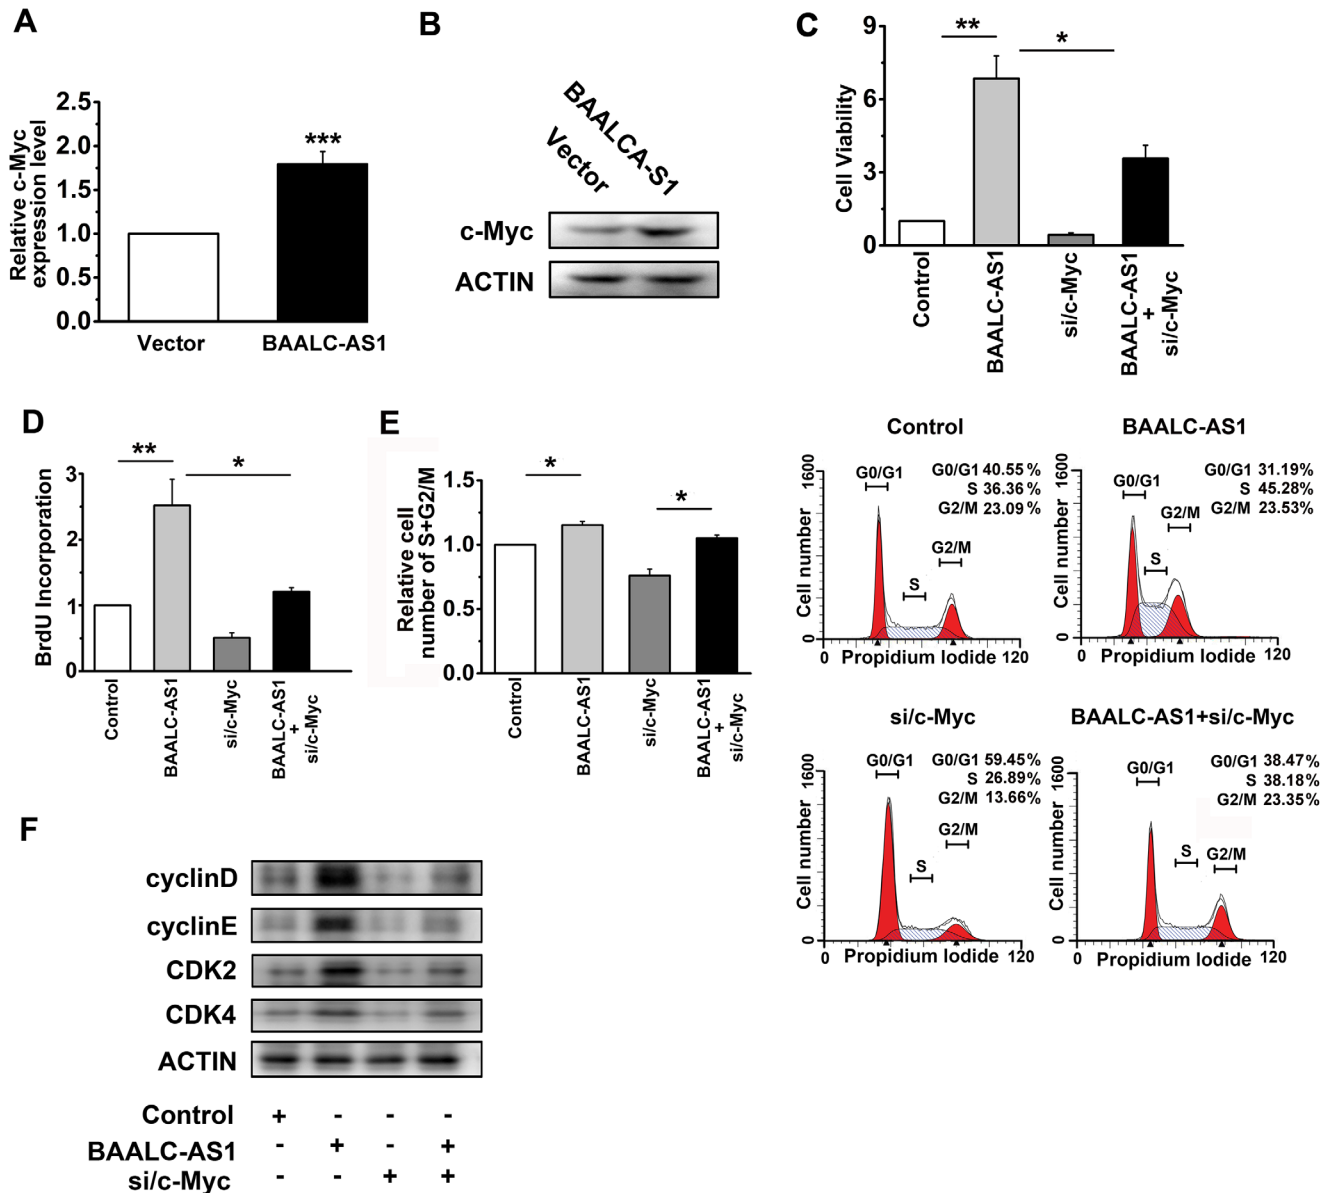 A
Relative c-Myc
expression level
2.5
2.0
1.5
1.0
0.5
0.0
***
Vector
BAALC-AS1
B
Vector
BAALCA-S1
c-Myc
ACTIN
C
Cell Viability
9
6
3
0
**
*
Control
BAALC-AS1
si/c-Myc
BAALC-AS1
+
si/c-Myc
D
BrdU Incorporation
3
2
1
0
**
*
Control
BAALC-AS1
si/c-Myc
BAALC-AS1
+
si/c-Myc
E
Relative cell
number of S+G2/M
1.5
1.0
0.5
0.0
*
*
Control
BAALC-AS1
si/c-Myc
BAALC-AS1
+
si/c-Myc
Control
1600
Cell number
G0/G1
S
G2/M
G0/G1 40.55%
S 36.36%
G2/M 23.09%
0
Propidium Iodide
120
BAALC-AS1
1600
Cell number
G0/G1
S
G2/M
G0/G1 31.19%
S 45.28%
G2/M 23.53%
0
Propidium Iodide
120
si/c-Myc
1600
Cell number
G0/G1
S
G2/M
G0/G1 59.45%
S 26.89%
G2/M 13.66%
0
Propidium Iodide
120
BAALC-AS1+si/c-Myc
1600
Cell number
G0/G1
S
G2/M
G0/G1 38.47%
S 38.18%
G2/M 23.35%
0
Propidium Iodide
120
F
cyclinD
cyclinE
CDK2
CDK4
ACTIN
Control + - - -
BAALC-AS1 - + - +
si/c-Myc - - + +